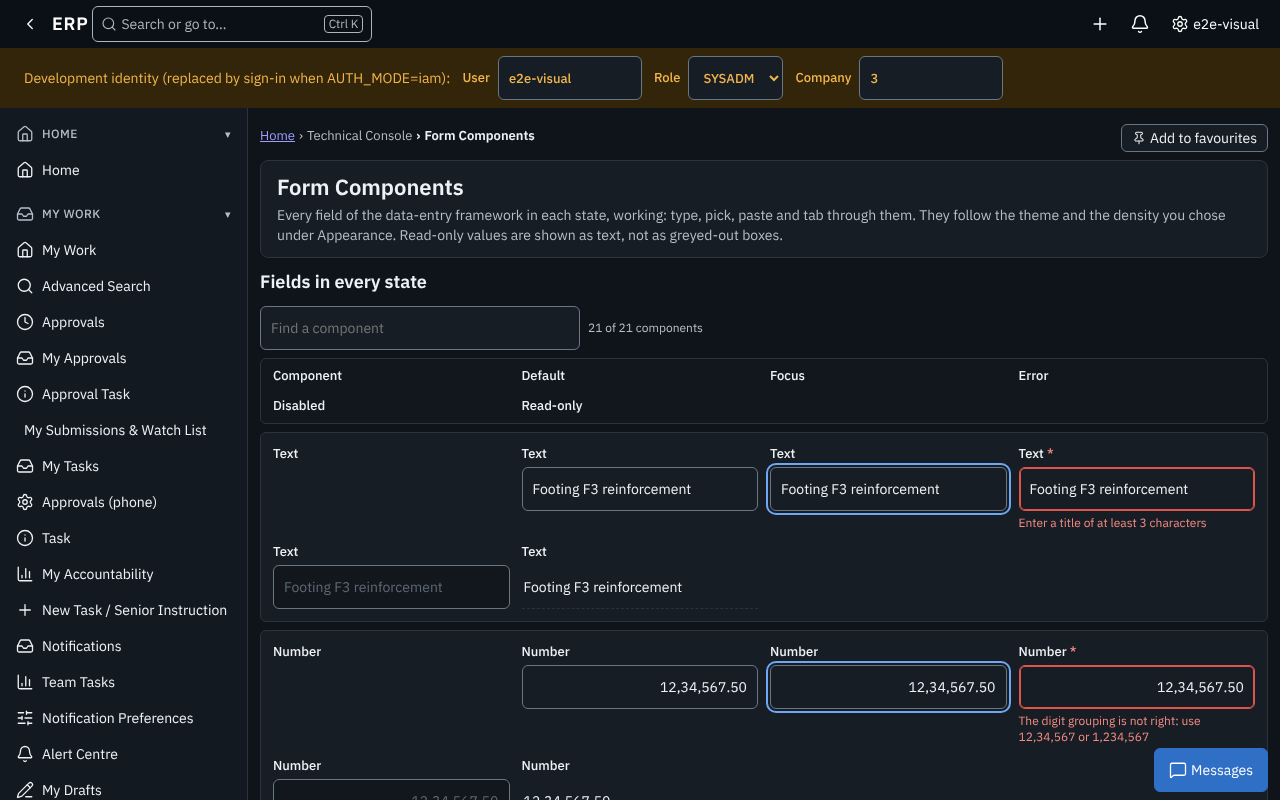 ERP
Search or go to...
Ctrl K
e2e-visual
Development identity (replaced by sign-in when AUTH_MODE=iam):
User
e2e-visual
Role
SYSADM
Company
3
HOME
Home
MY WORK
My Work
Advanced Search
Approvals
My Approvals
Approval Task
My Submissions & Watch List
My Tasks
Approvals (phone)
Task
My Accountability
New Task / Senior Instruction
Notifications
Team Tasks
Notification Preferences
Alert Centre
My Drafts
Home › Technical Console › Form Components
Add to favourites
Form Components
Every field of the data-entry framework in each state, working: type, pick, paste and tab through them. They follow the theme and the density you chose
under Appearance. Read-only values are shown as text, not as greyed-out boxes.
Fields in every state
Find a component
21 of 21 components
Component Default Focus Error
Disabled Read-only
Text Text Text Text *
Footing F3 reinforcement Footing F3 reinforcement Footing F3 reinforcement
Enter a title of at least 3 characters
Text Text
Footing F3 reinforcement Footing F3 reinforcement
Number Number Number Number *
12,34,567.50 12,34,567.50 12,34,567.50
The digit grouping is not right: use
12,34,567 or 1,234,567
Number Number
12,34,567.50 12,34,567.50
Messages